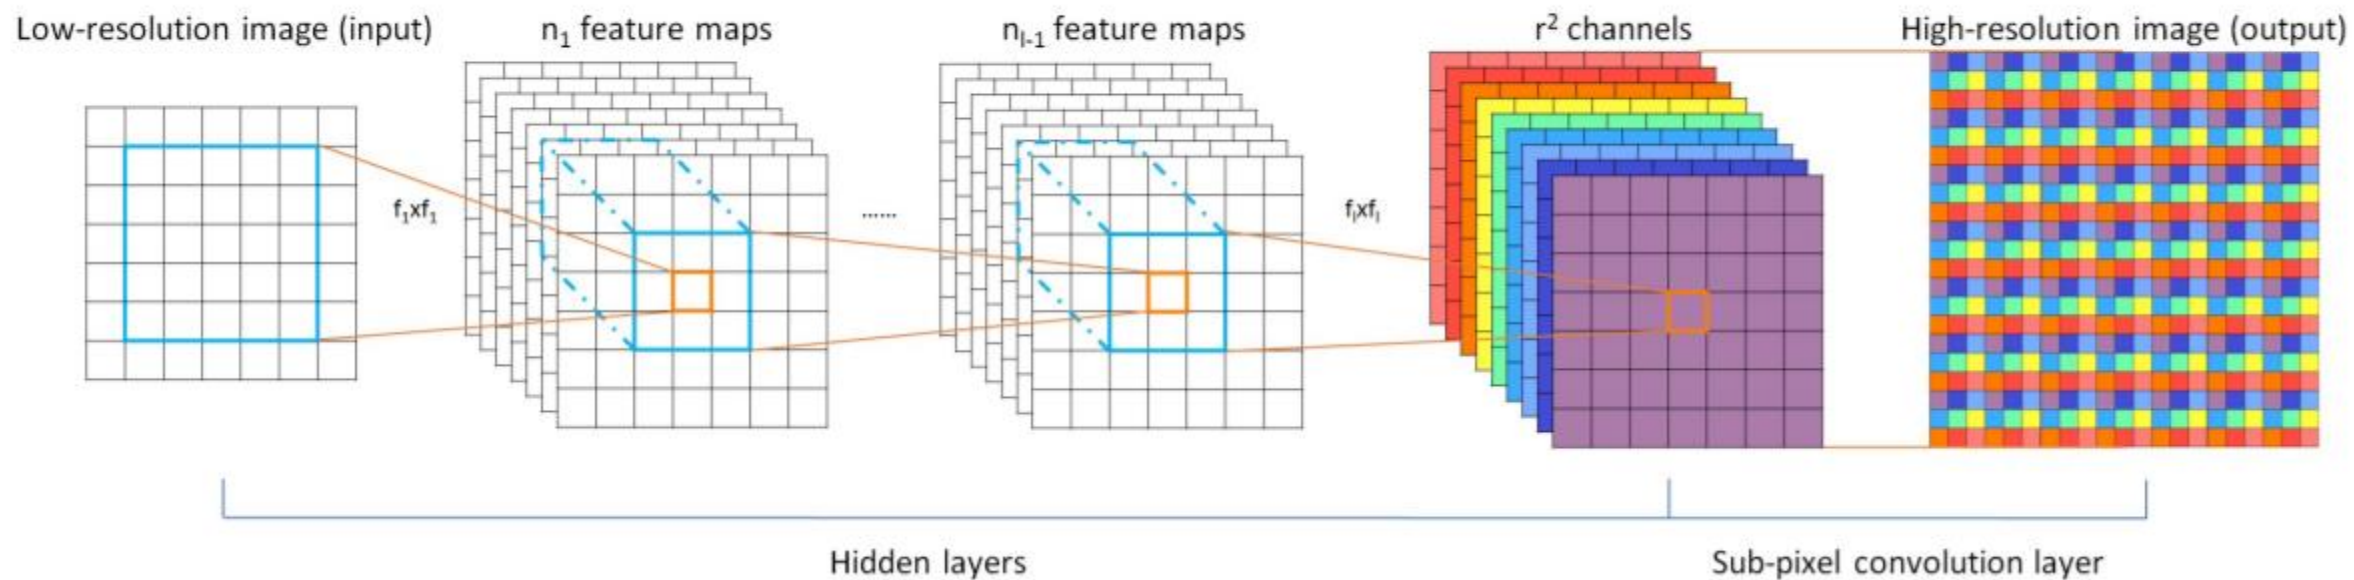 Low-resolution image (input)
n₁ feature maps
nₗ₋₁ feature maps
r² channels
High-resolution image (output)
f₁xf₁
......
fₗxfₗ
Hidden layers
Sub-pixel convolution layer